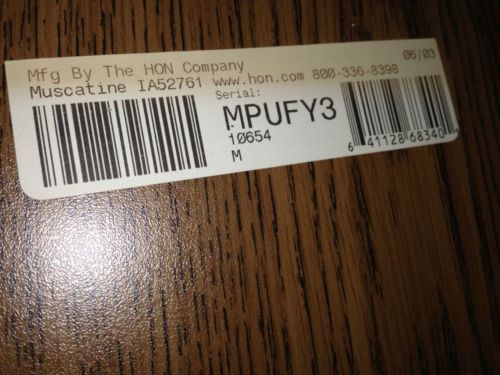 Mfg By The HON Company 06/03
Muscatine IA52761 www.hon.com 800-336-8398
Serial:
MPUFY3
10654
M
6 41128 68340